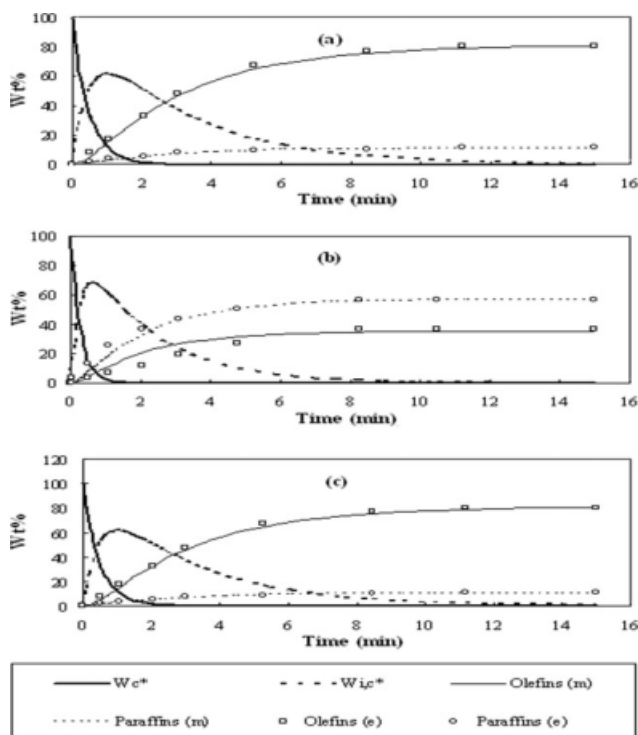 100
(a)
80
60
40
20
0
Wt%
0 2 4 6 8 10 12 14 16
Time (min)
100
(b)
80
60
40
20
0
Wt%
0 2 4 6 8 10 12 14 16
Time (min)
120
(c)
100
80
60
40
20
0
Wt%
0 2 4 6 8 10 12 14 16
Time (min)
Wc* Wi,c* Olefins (m)
Paraffins (m) Olefins (e) Paraffins (e)